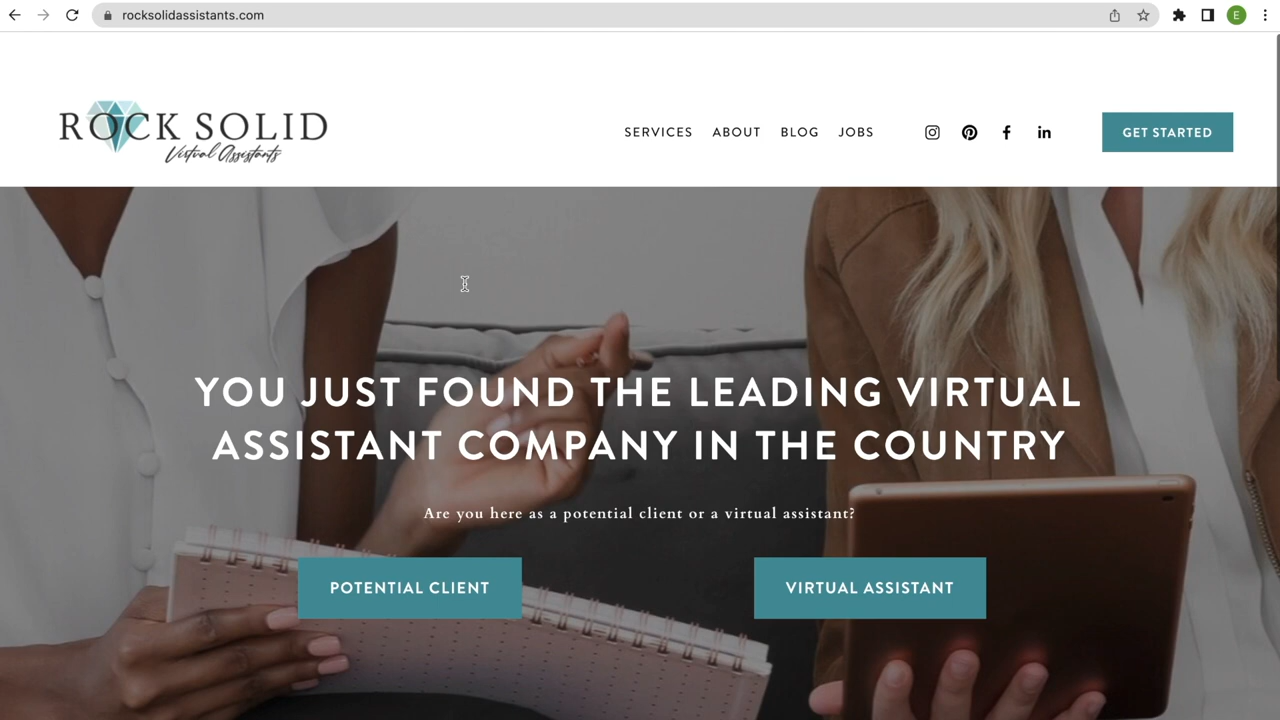 rocksolidassistants.com
E
ROCK SOLID
Virtual Assistants
SERVICES ABOUT BLOG JOBS
GET STARTED
YOU JUST FOUND THE LEADING VIRTUAL
ASSISTANT COMPANY IN THE COUNTRY
Are you here as a potential client or a virtual assistant?
POTENTIAL CLIENT
VIRTUAL ASSISTANT